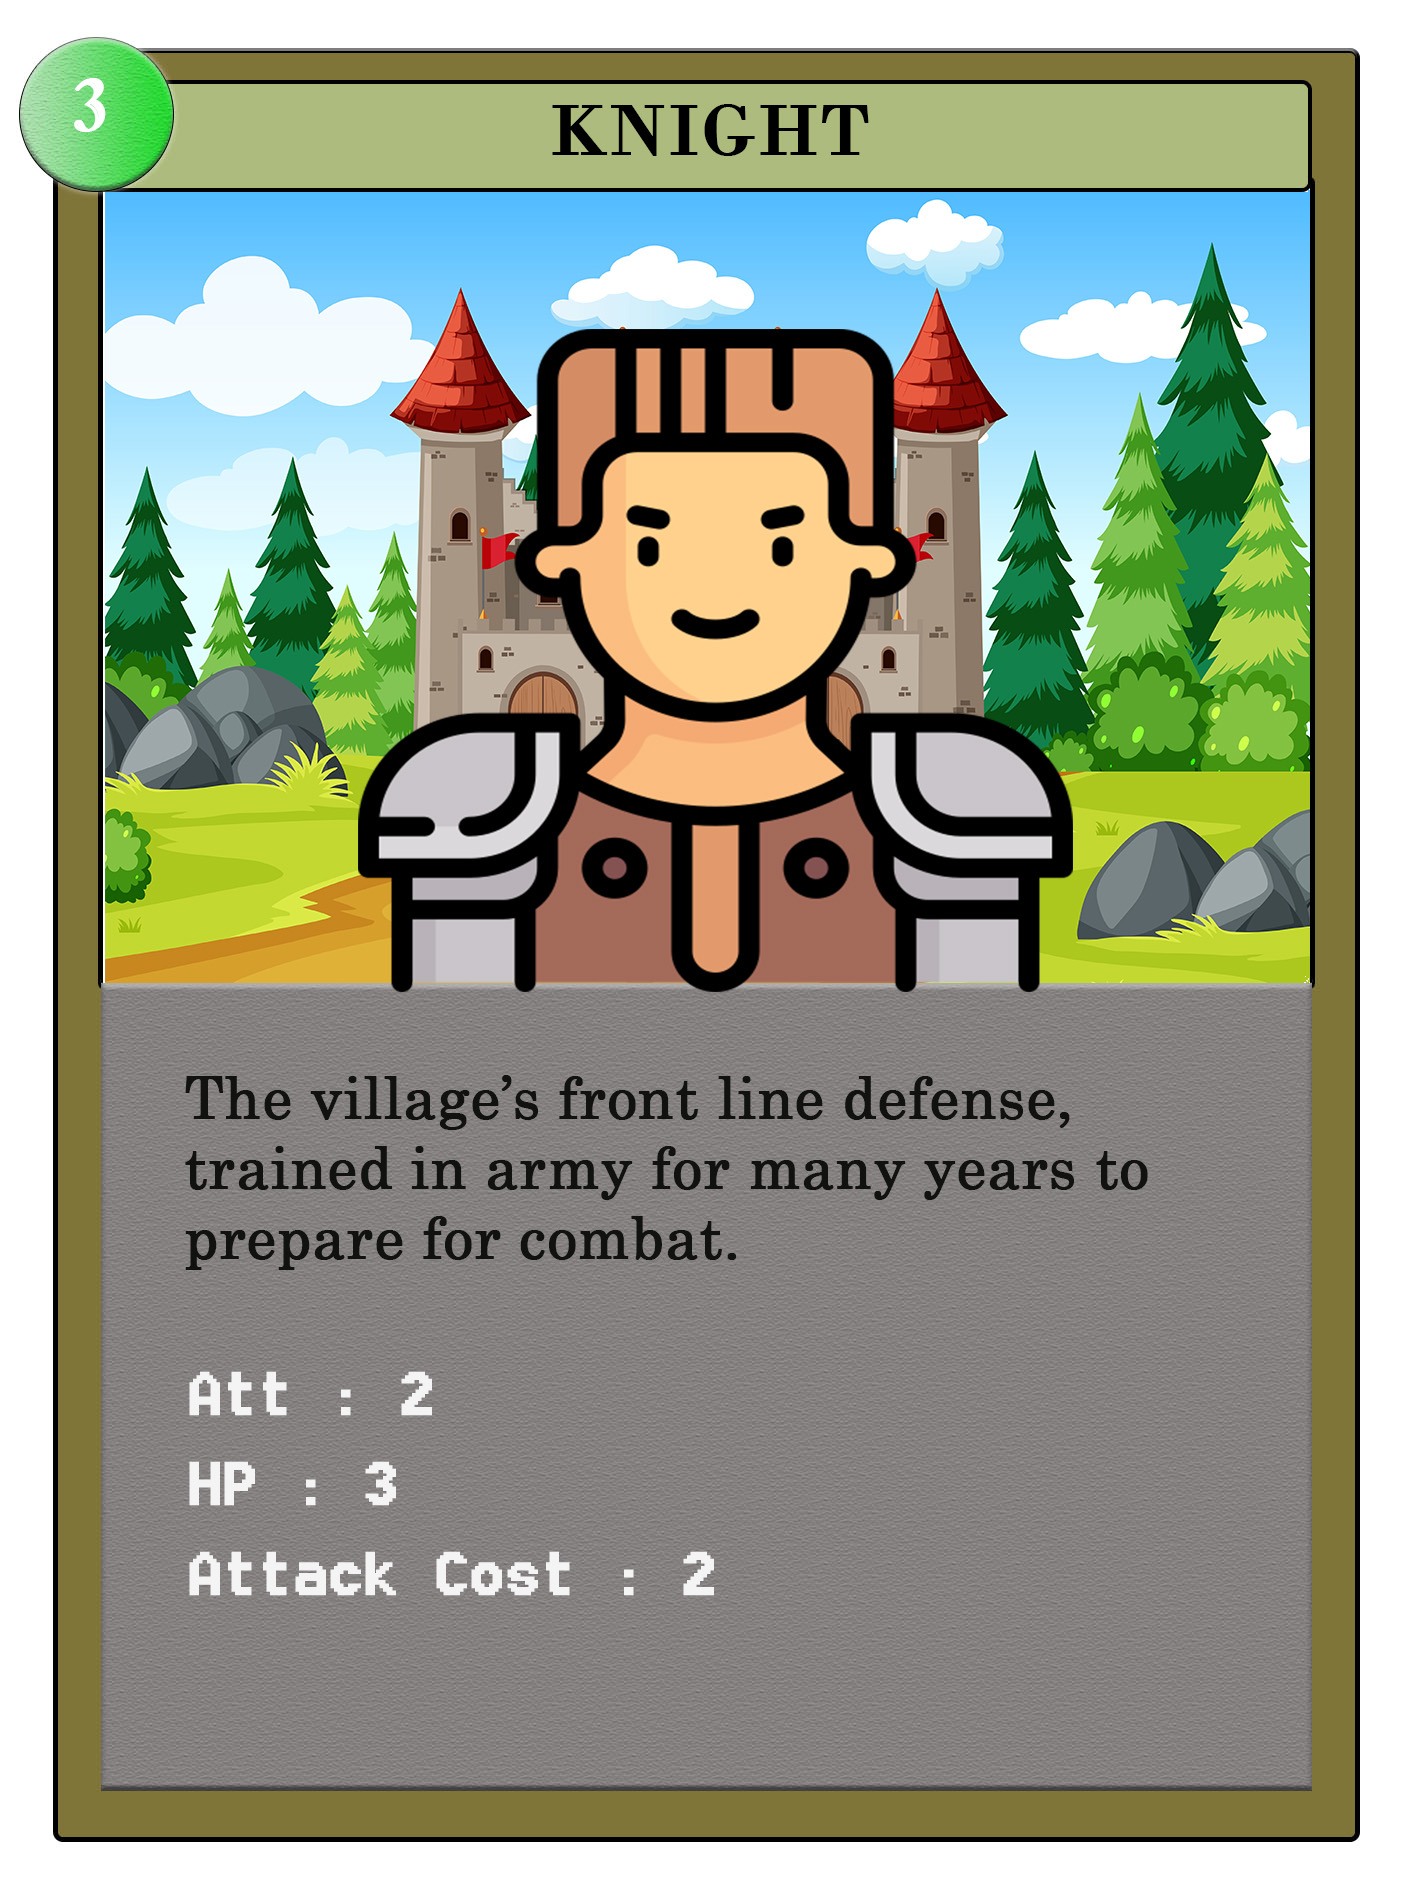 3
KNIGHT
The village’s front line defense,
trained in army for many years to
prepare for combat.
Att : 2
HP : 3
Attack Cost : 2